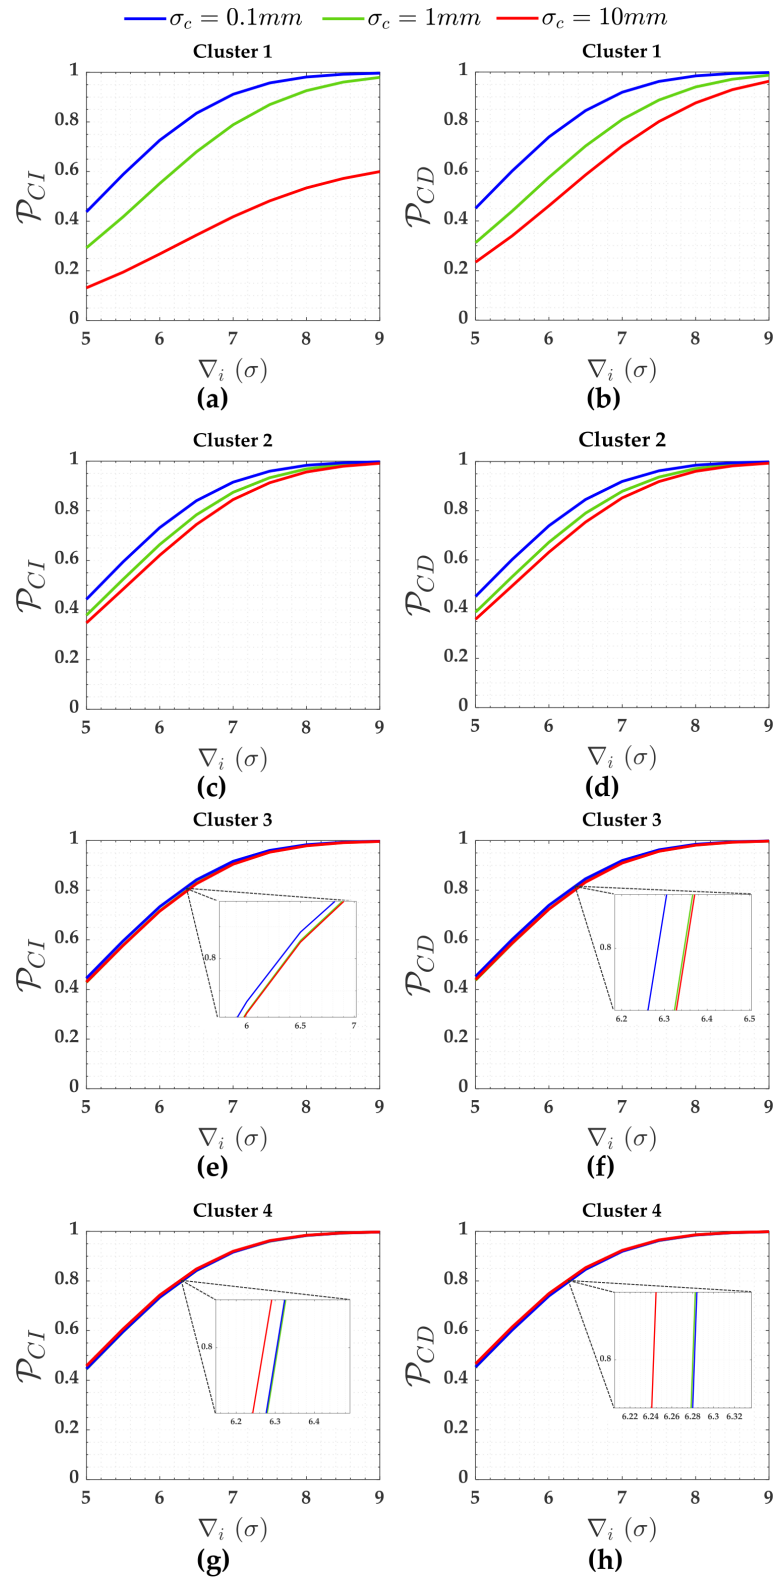 σc = 0.1mm σc = 1mm σc = 10mm
Cluster 1 Cluster 1
1 0.8 0.6 0.4 0.2 0
P_CI
5 6 7 8 9
∇i (σ)
(a)
1 0.8 0.6 0.4 0.2 0
P_CD
5 6 7 8 9
∇i (σ)
(b)
Cluster 2 Cluster 2
1 0.8 0.6 0.4 0.2 0
P_CI
5 6 7 8 9
∇i (σ)
(c)
1 0.8 0.6 0.4 0.2 0
P_CD
5 6 7 8 9
∇i (σ)
(d)
Cluster 3 Cluster 3
1 0.8 0.6 0.4 0.2 0
P_CI
0.8
6 6.5 7
5 6 7 8 9
∇i (σ)
(e)
1 0.8 0.6 0.4 0.2 0
P_CD
0.8
6.2 6.3 6.4 6.5
5 6 7 8 9
∇i (σ)
(f)
Cluster 4 Cluster 4
1 0.8 0.6 0.4 0.2 0
P_CI
0.8
6.2 6.3 6.4
5 6 7 8 9
∇i (σ)
(g)
1 0.8 0.6 0.4 0.2 0
P_CD
0.8
6.22 6.24 6.26 6.28 6.3 6.32
5 6 7 8 9
∇i (σ)
(h)